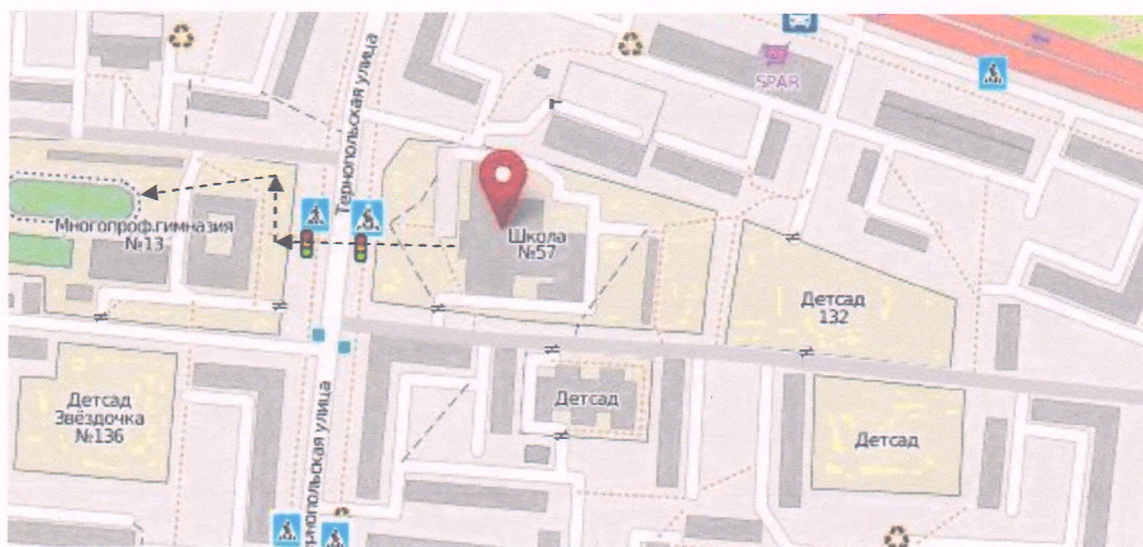 Тернопольская улица
SPAR
Многопроф.гимназия
№13
Школа
№57
Детсад
132
Детсад
Звёздочка
№136
Детсад
Детсад
Тернопольская улица